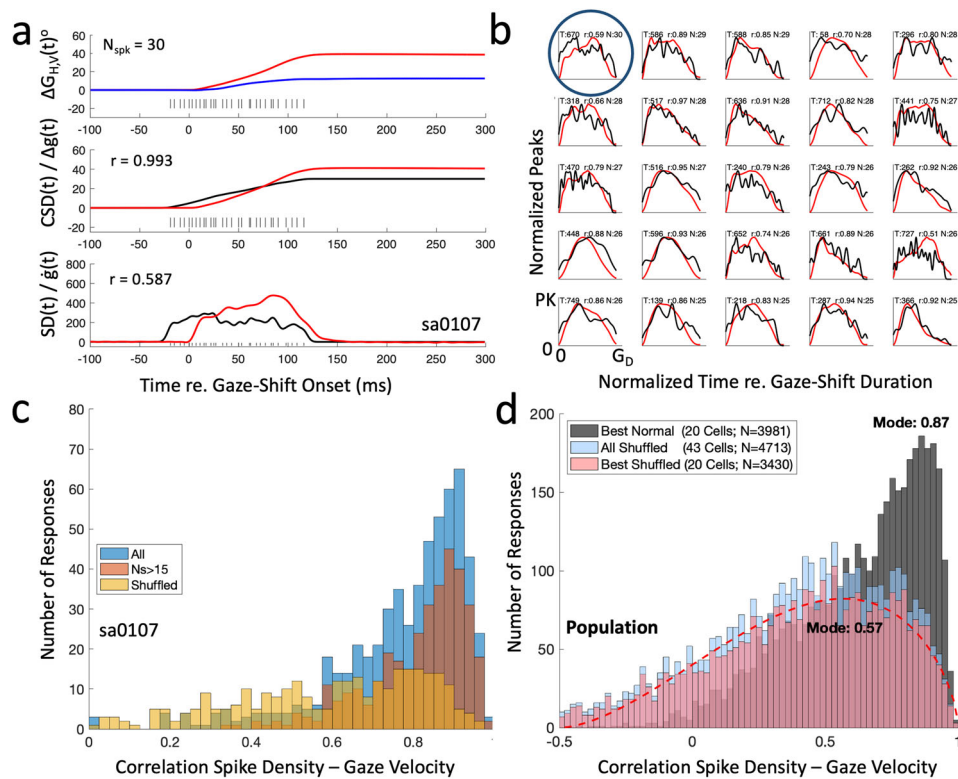 a
ΔG_H,V(t)°
N_spk = 30
60
40
20
0
-20
-100 -50 0 50 100 150 200 250 300
CSD(t) / Δg(t)
r = 0.993
60
40
20
0
-20
-100 -50 0 50 100 150 200 250 300
SD(t) / ġ(t)
r = 0.587
800
600
400
200
0
sa0107
-100 -50 0 50 100 150 200 250 300
Time re. Gaze-Shift Onset (ms)
b
Normalized Peaks
T:670 r:0.59 N:30
T:586 r:0.89 N:29
T:588 r:0.85 N:29
T: 58 r:0.70 N:28
T:296 r:0.80 N:28
T:318 r:0.66 N:28
T:517 r:0.97 N:28
T:636 r:0.91 N:28
T:712 r:0.82 N:28
T:441 r:0.75 N:27
T:470 r:0.79 N:27
T:516 r:0.95 N:27
T:240 r:0.79 N:26
T:243 r:0.79 N:26
T:262 r:0.92 N:26
T:448 r:0.88 N:26
T:596 r:0.93 N:26
T:652 r:0.74 N:26
T:661 r:0.89 N:26
T:727 r:0.51 N:26
T:749 r:0.86 N:26
T:139 r:0.86 N:25
T:218 r:0.83 N:25
T:287 r:0.94 N:25
T:366 r:0.92 N:25
PK
0
0 G_D
Normalized Time re. Gaze-Shift Duration
c
Number of Responses
80
70
60
50
40
30
20
10
0
All
Ns>15
Shuffled
sa0107
0 0.2 0.4 0.6 0.8 1
Correlation Spike Density – Gaze Velocity
d
Number of Responses
200
150
100
50
0
Best Normal (20 Cells; N=3981)
All Shuffled (43 Cells; N=4713)
Best Shuffled (20 Cells; N=3430)
Mode: 0.87
Mode: 0.57
Population
-0.5 0 0.5 1
Correlation Spike Density – Gaze Velocity